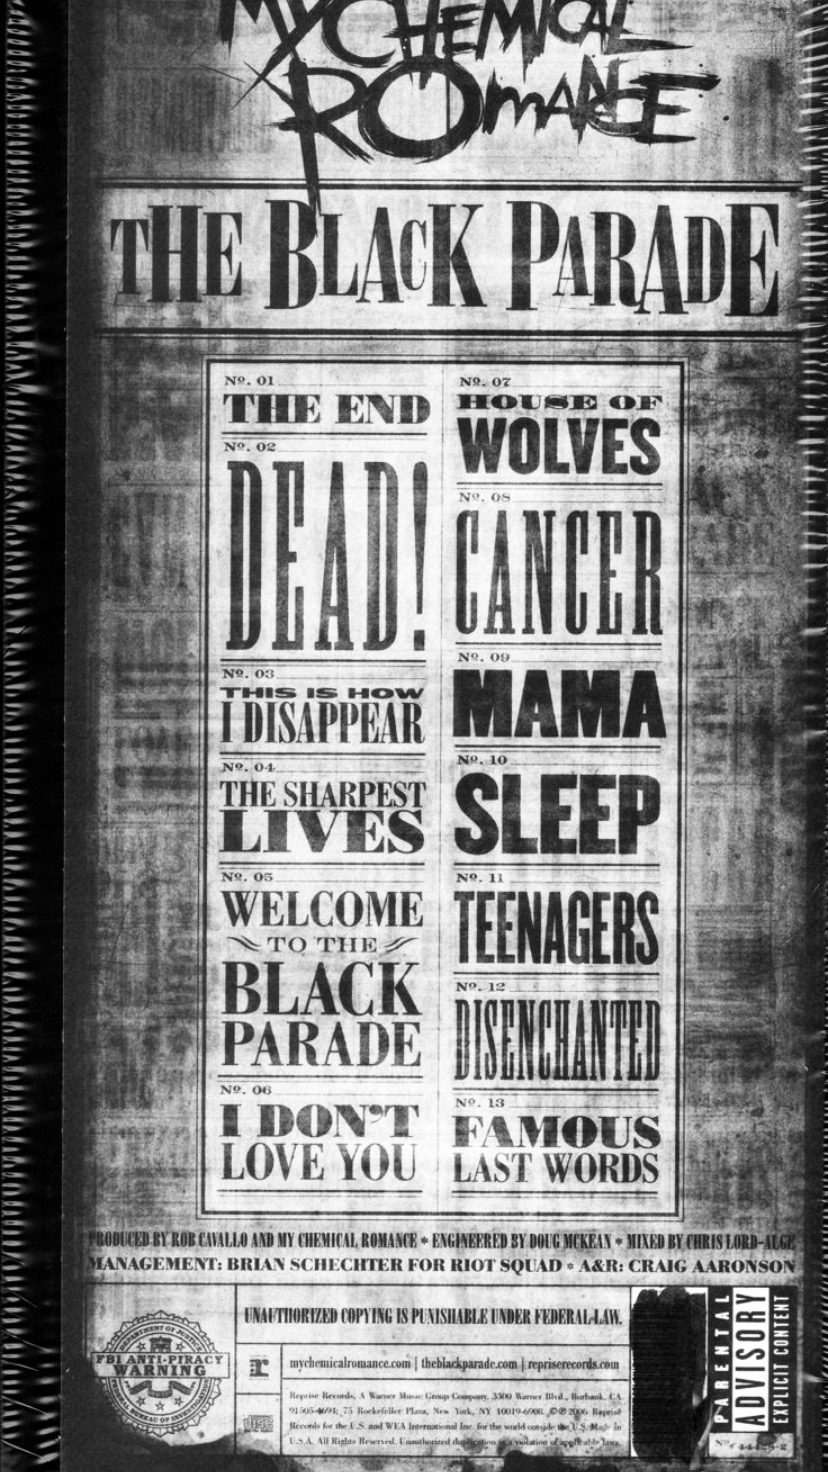 MY CHEMICAL
ROMANCE
THE BLACK PARADE
Nº. 01
THE END
Nº. 02
DEAD!
Nº. 03
THIS IS HOW
I DISAPPEAR
Nº. 04
THE SHARPEST
LIVES
Nº. 05
WELCOME
TO THE
BLACK
PARADE
Nº. 06
I DON'T
LOVE YOU
Nº. 07
HOUSE OF
WOLVES
Nº. 08
CANCER
Nº. 09
MAMA
Nº. 10
SLEEP
Nº. 11
TEENAGERS
Nº. 12
DISENCHANTED
Nº. 13
FAMOUS
LAST WORDS
PRODUCED BY ROB CAVALLO AND MY CHEMICAL ROMANCE * ENGINEERED BY DOUG MCKEAN * MIXED BY CHRIS LORD-ALGE
MANAGEMENT: BRIAN SCHECHTER FOR RIOT SQUAD * A&R: CRAIG AARONSON
DEPARTMENT OF JUSTICE
FBI ANTI-PIRACY
WARNING
FEDERAL BUREAU OF INVESTIGATION
UNAUTHORIZED COPYING IS PUNISHABLE UNDER FEDERAL LAW.
r
mychemicalromance.com | theblackparade.com | repriserecords.com
disc
Reprise Records, A Warner Music Group Company, 3300 Warner Blvd., Burbank, CA
91505-4694; 75 Rockefeller Plaza, New York, NY 10019-6908. ©℗2006 Reprise
Records for the U.S. and WEA International Inc. for the world outside the U.S. Made in
U.S.A. All Rights Reserved. Unauthorized duplication is a violation of applicable laws.
PARENTAL
ADVISORY
EXPLICIT CONTENT